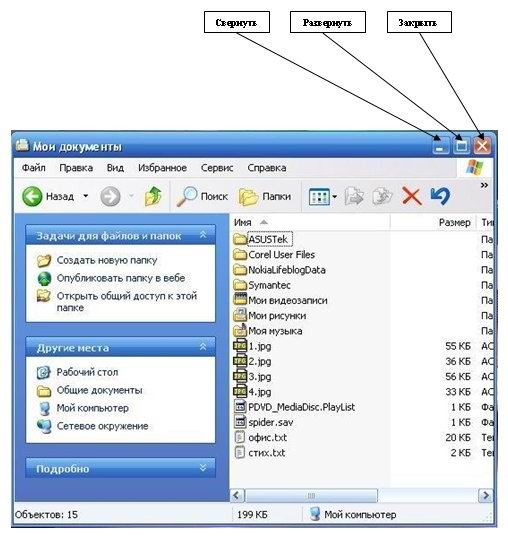 Свернуть
Развернуть
Закрыть
Мои документы
Файл Правка Вид Избранное Сервис Справка
Назад Поиск Папки »
Имя Размер Ти
Задачи для файлов и папок
Создать новую папку
Опубликовать папку в вебе
Открыть общий доступ к этой
папке
Другие места
Рабочий стол
Общие документы
Мой компьютер
Сетевое окружение
Подробно
ASUSTek Па
Corel User Files Па
NokiaLifeblogData Па
Symantec Па
Мои видеозаписи Па
Мои рисунки Па
Моя музыка Па
1.jpg 55 КБ AC
2.jpg 36 КБ AC
3.jpg 56 КБ AC
4.jpg 33 КБ AC
PDVD_MediaDisc.PlayList 1 КБ Фа
spider.sav 1 КБ Фа
офис.txt 20 КБ Те
стих.txt 2 КБ Те
Объектов: 15 199 КБ Мой компьютер